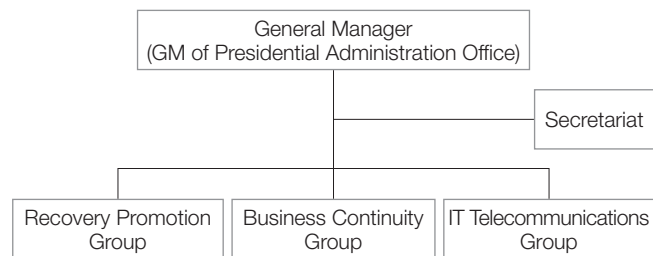 General Manager
(GM of Presidential Administration Office)
Secretariat
Recovery Promotion
Group
Business Continuity
Group
IT Telecommunications
Group